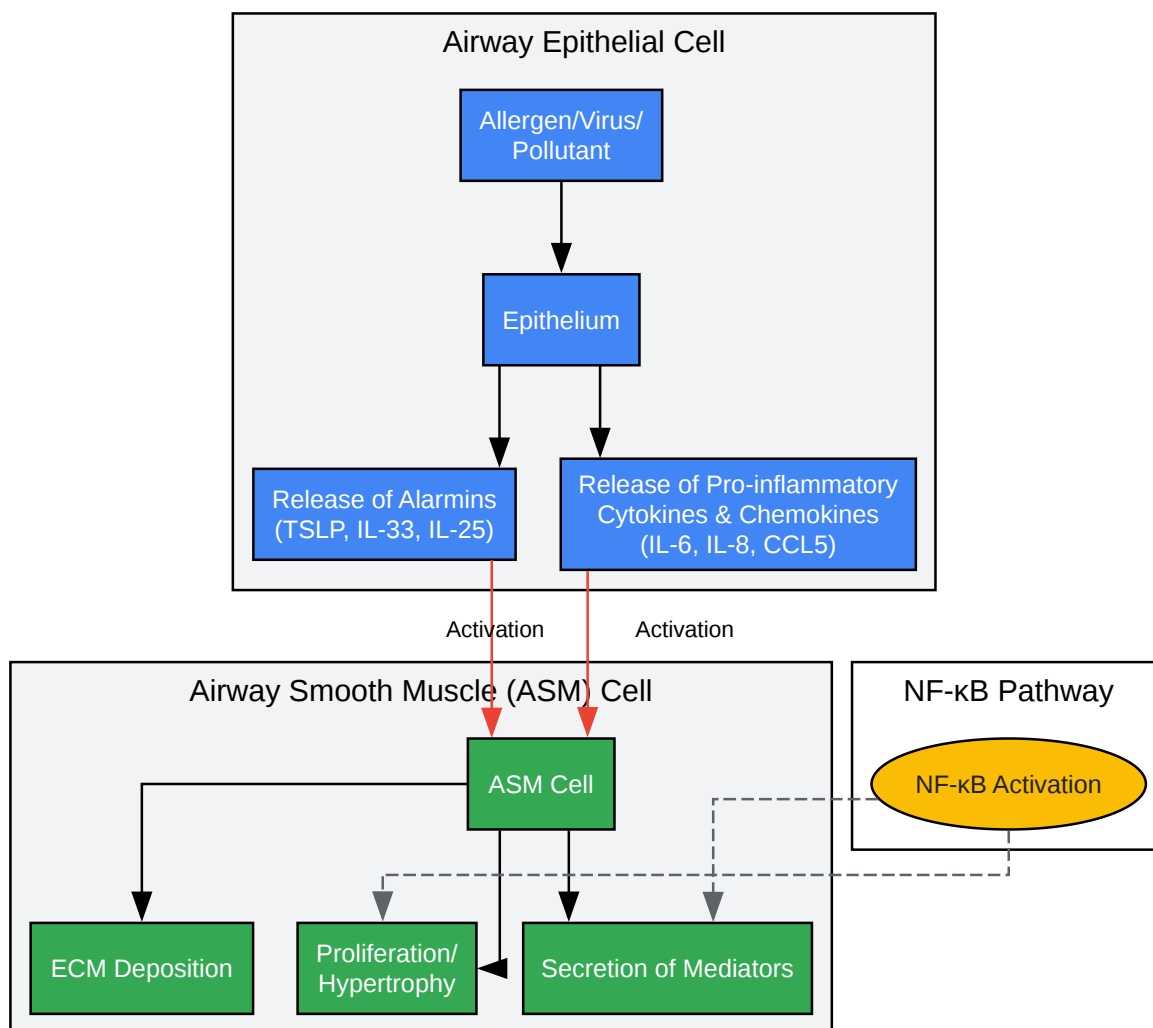 Airway Epithelial Cell
Allergen/Virus/
Pollutant
Epithelium
Release of Alarmins
(TSLP, IL-33, IL-25)
Release of Pro-inflammatory
Cytokines & Chemokines
(IL-6, IL-8, CCL5)
Activation
Activation
Airway Smooth Muscle (ASM) Cell
NF-κB Pathway
ASM Cell
NF-κB Activation
ECM Deposition
Proliferation/
Hypertrophy
Secretion of Mediators